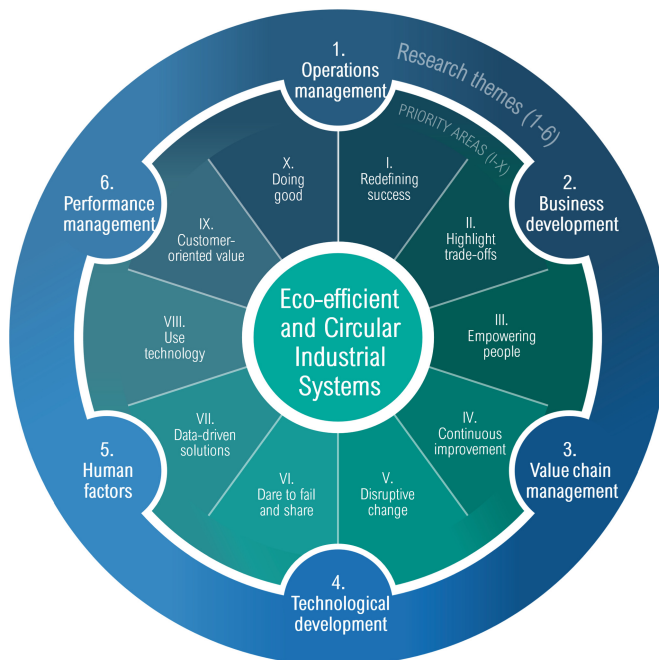 1.
Operations
management
Research themes (1-6)
PRIORITY AREAS (I-X)
2.
Business
development
3.
Value chain
management
4.
Technological
development
5.
Human
factors
6.
Performance
management
I.
Redefining
success
II.
Highlight
trade-offs
III.
Empowering
people
IV.
Continuous
improvement
V.
Disruptive
change
VI.
Dare to fail
and share
VII.
Data-driven
solutions
VIII.
Use
technology
IX.
Customer-
oriented value
X.
Doing
good
Eco-efficient
and Circular
Industrial
Systems